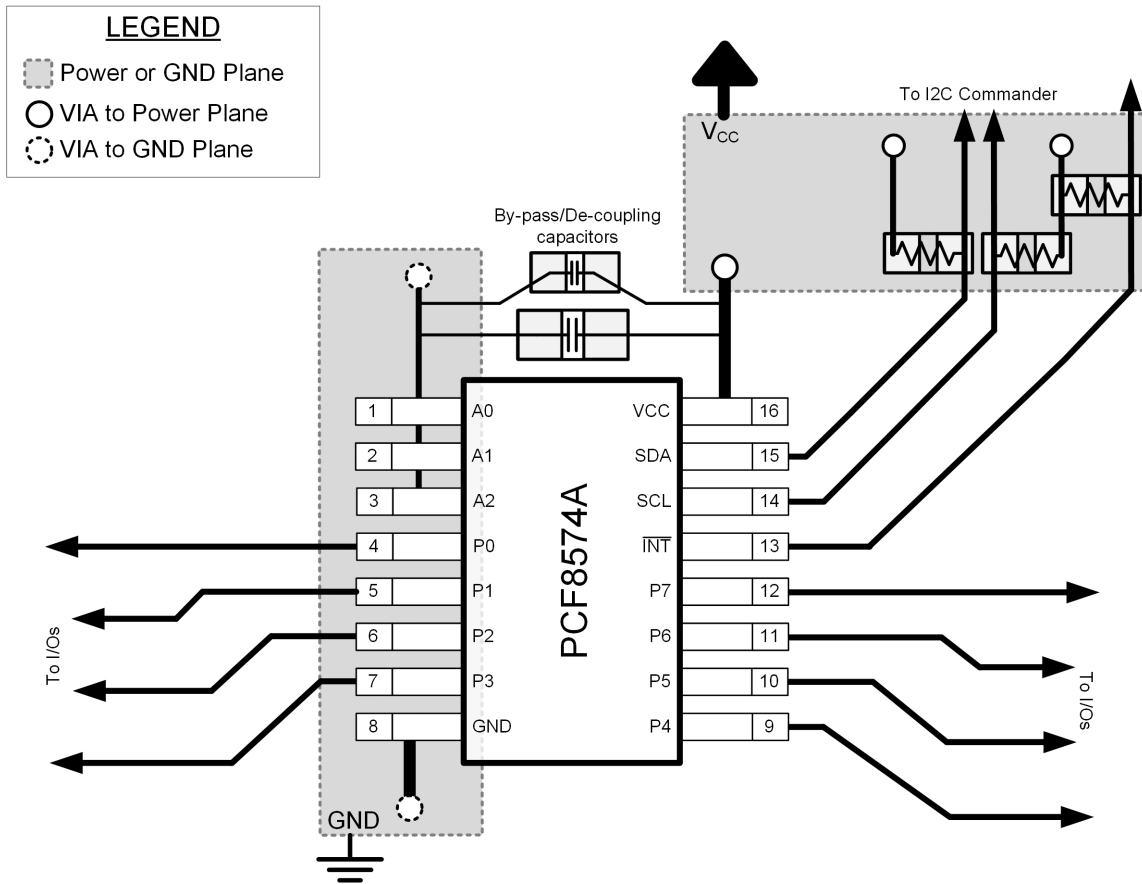 LEGEND
Power or GND Plane
VIA to Power Plane
VIA to GND Plane
To I2C Commander
VCC
By-pass/De-coupling
capacitors
1 A0 VCC 16
2 A1 SDA 15
3 A2 SCL 14
4 P0 INT 13
5 P1 P7 12
6 P2 P6 11
7 P3 P5 10
8 GND P4 9
PCF8574A
To I/Os
To I/Os
GND